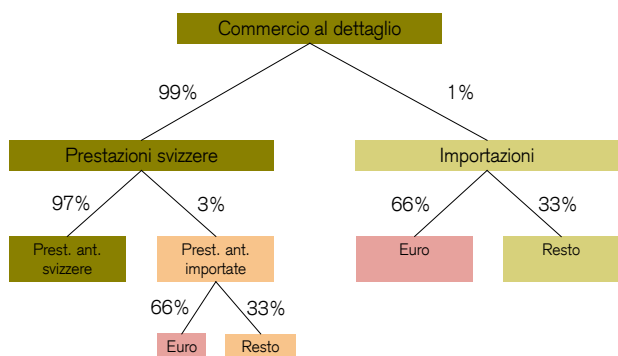 Commercio al dettaglio
99%
1%
Prestazioni svizzere
Importazioni
97%
3%
66%
33%
Prest. ant.
svizzere
Prest. ant.
importate
Euro
Resto
66%
33%
Euro
Resto